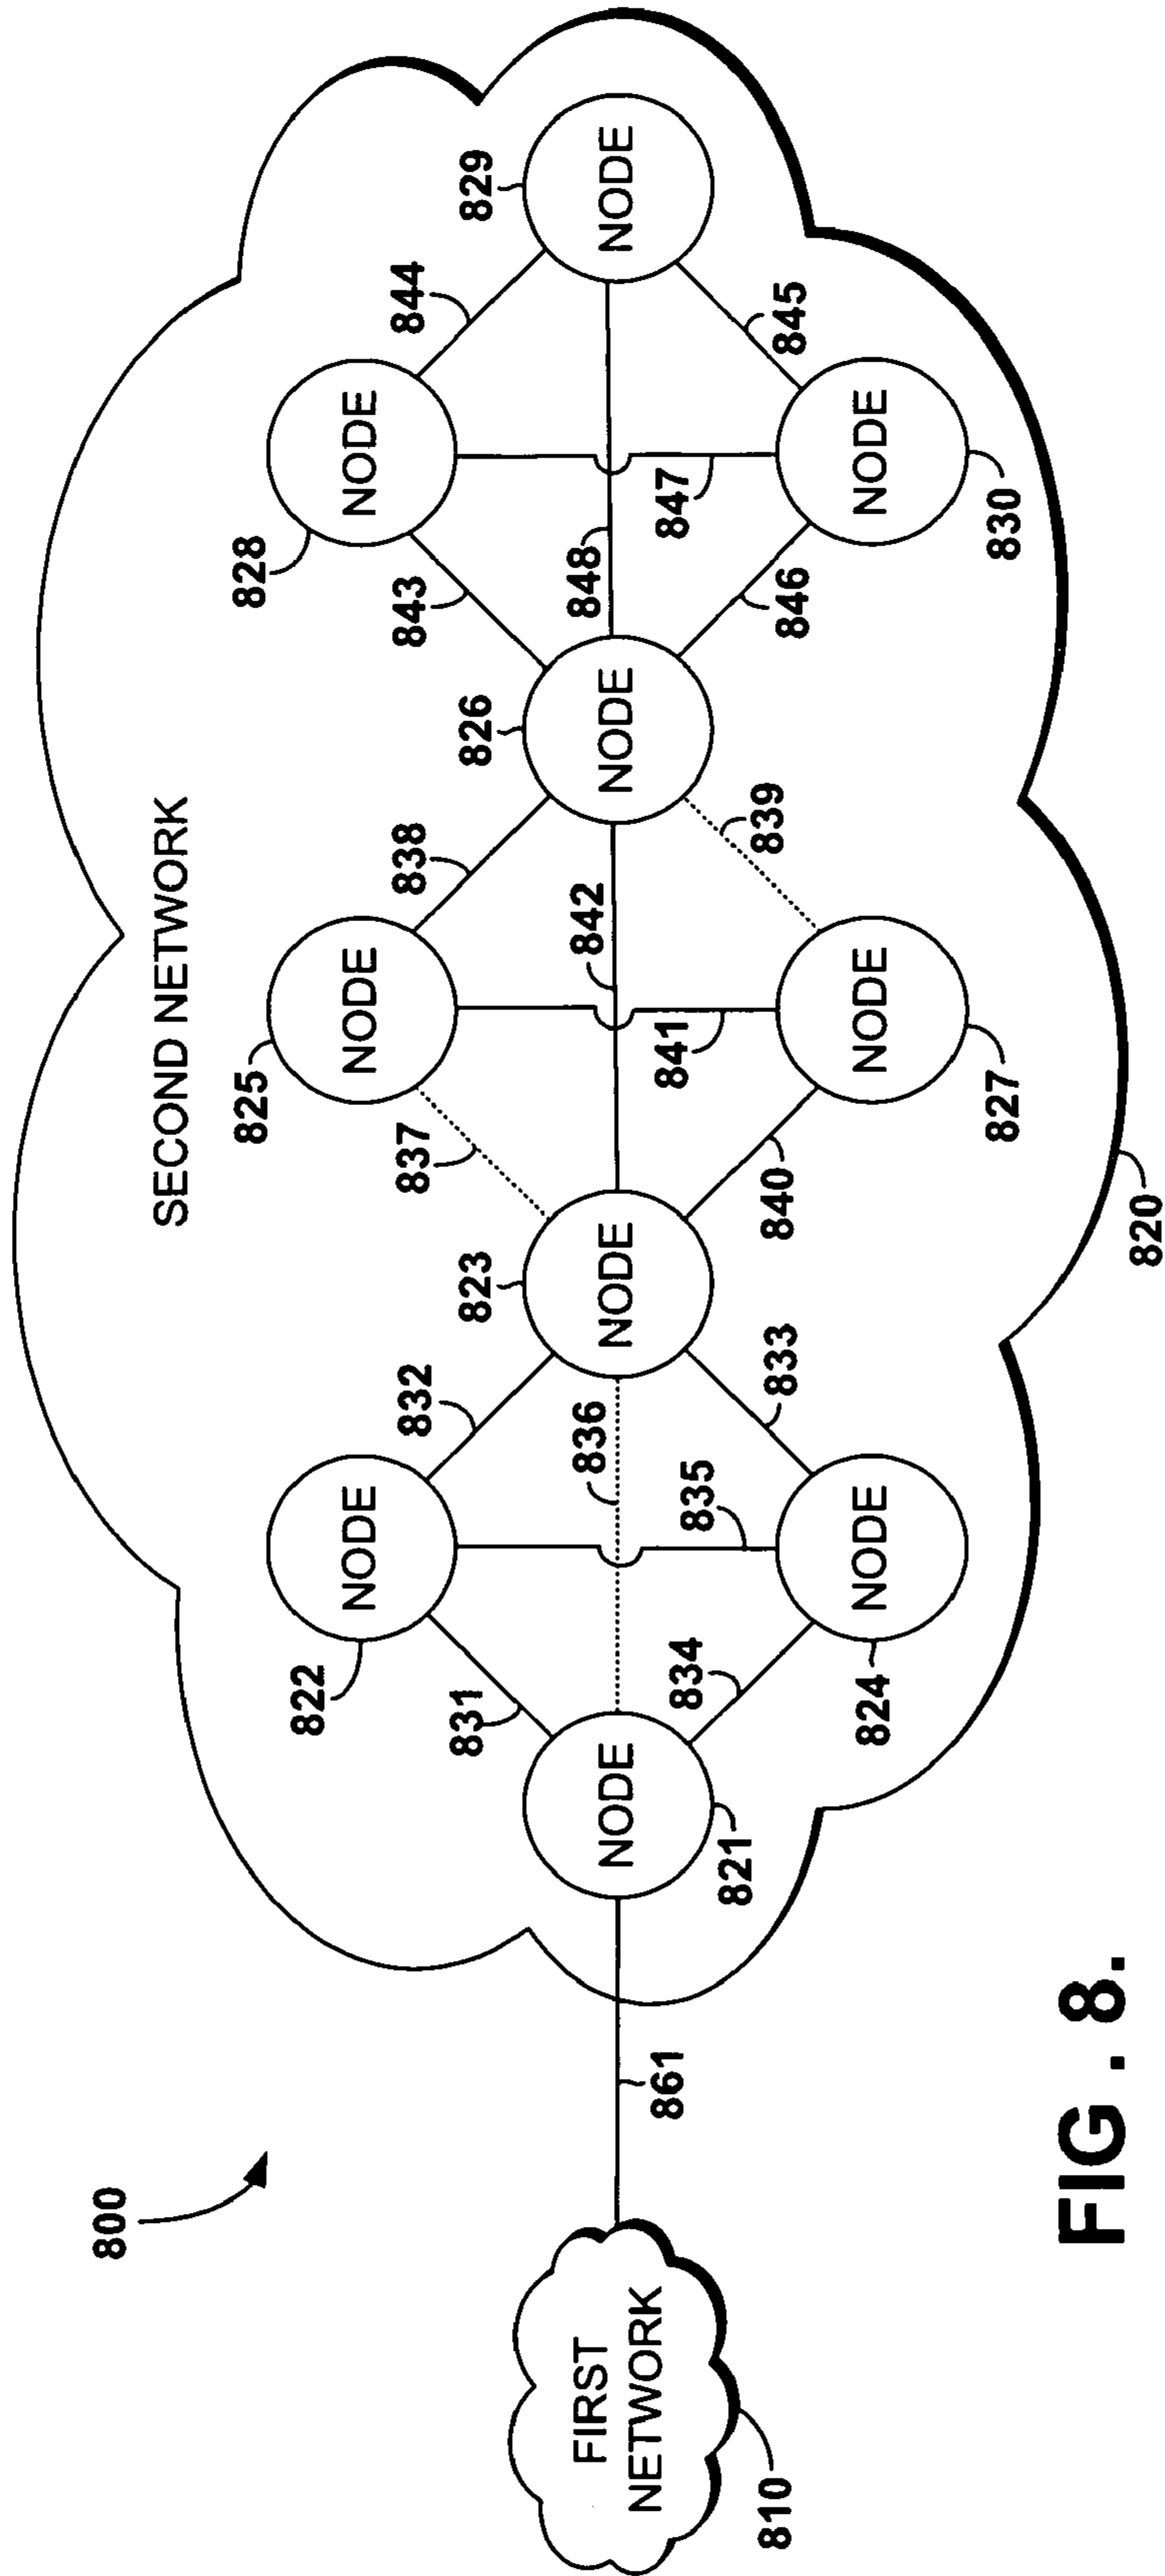 800
SECOND NETWORK
822
NODE
825
NODE
828
NODE
831
832
837
838
843
844
FIRST
NETWORK
810
861
NODE
821
836
823
NODE
842
826
NODE
848
829
NODE
834
835
833
840
841
839
846
847
845
NODE
824
NODE
827
NODE
830
820
FIG . 8.